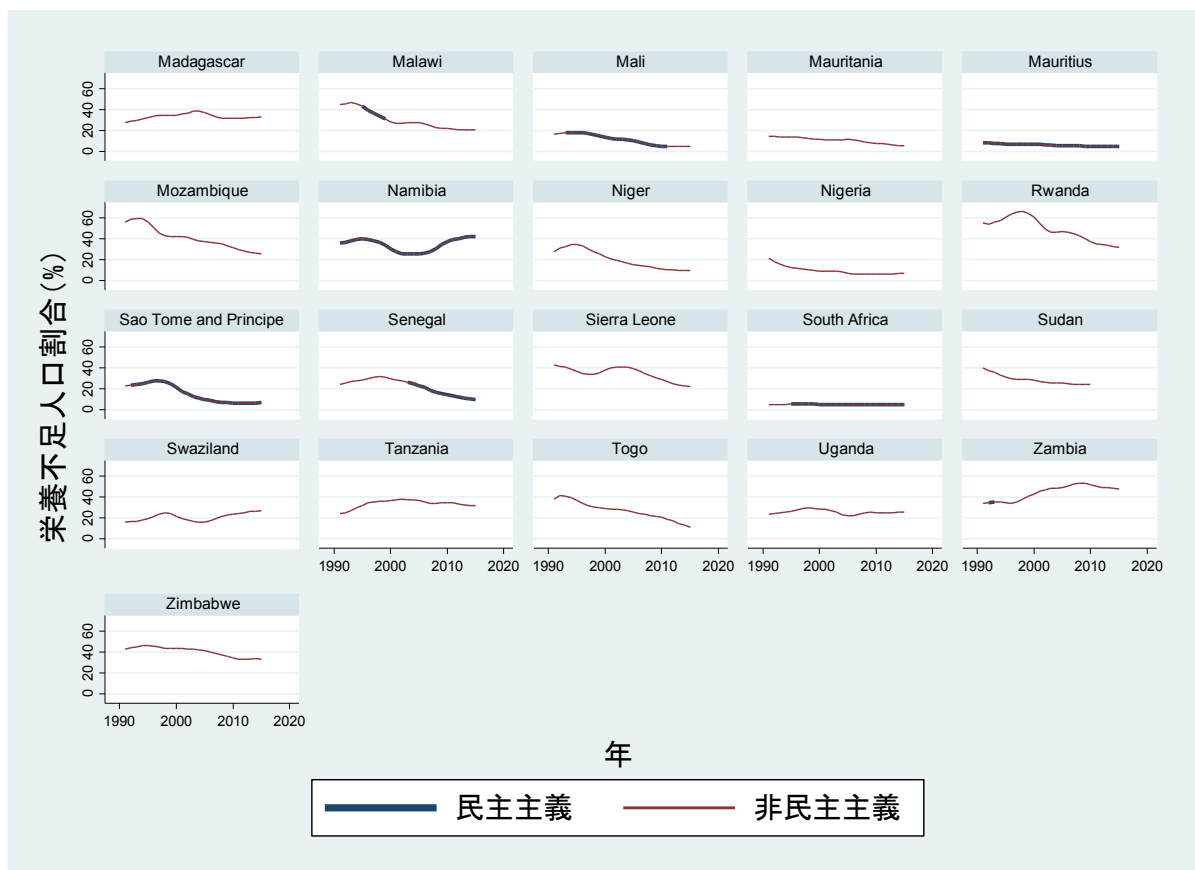 Madagascar Malawi Mali Mauritania Mauritius
0 20 40 60
Mozambique Namibia Niger Nigeria Rwanda
0 20 40 60
Sao Tome and Principe Senegal Sierra Leone South Africa Sudan
0 20 40 60
Swaziland Tanzania Togo Uganda Zambia
0 20 40 60
1990 2000 2010 2020 1990 2000 2010 2020 1990 2000 2010 2020 1990 2000 2010 2020
Zimbabwe
0 20 40 60
1990 2000 2010 2020
栄養不足人口割合(%)
年
民主主義 非民主主義